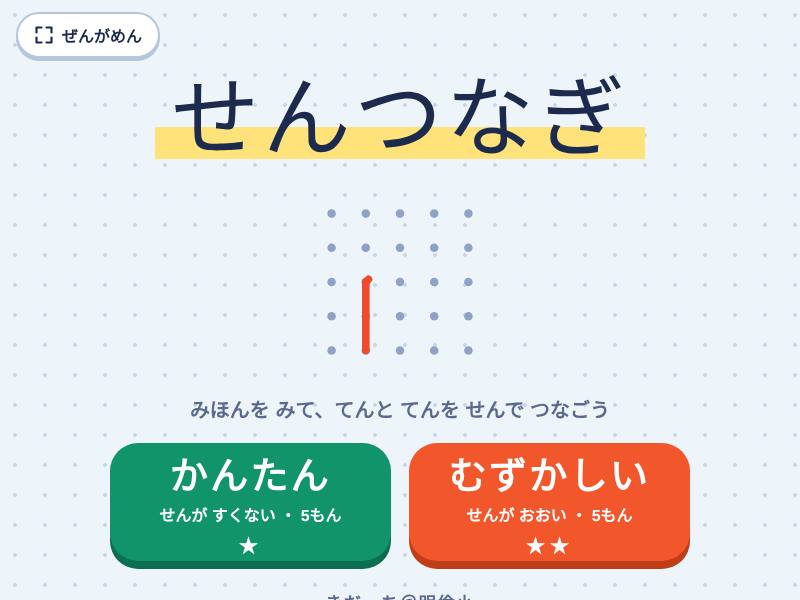 ぜんがめん
せんつなぎ
みほんを みて、てんと てんを せんで つなごう
かんたん
せんが すくない ・ 5もん
★
むずかしい
せんが おおい ・ 5もん
★★